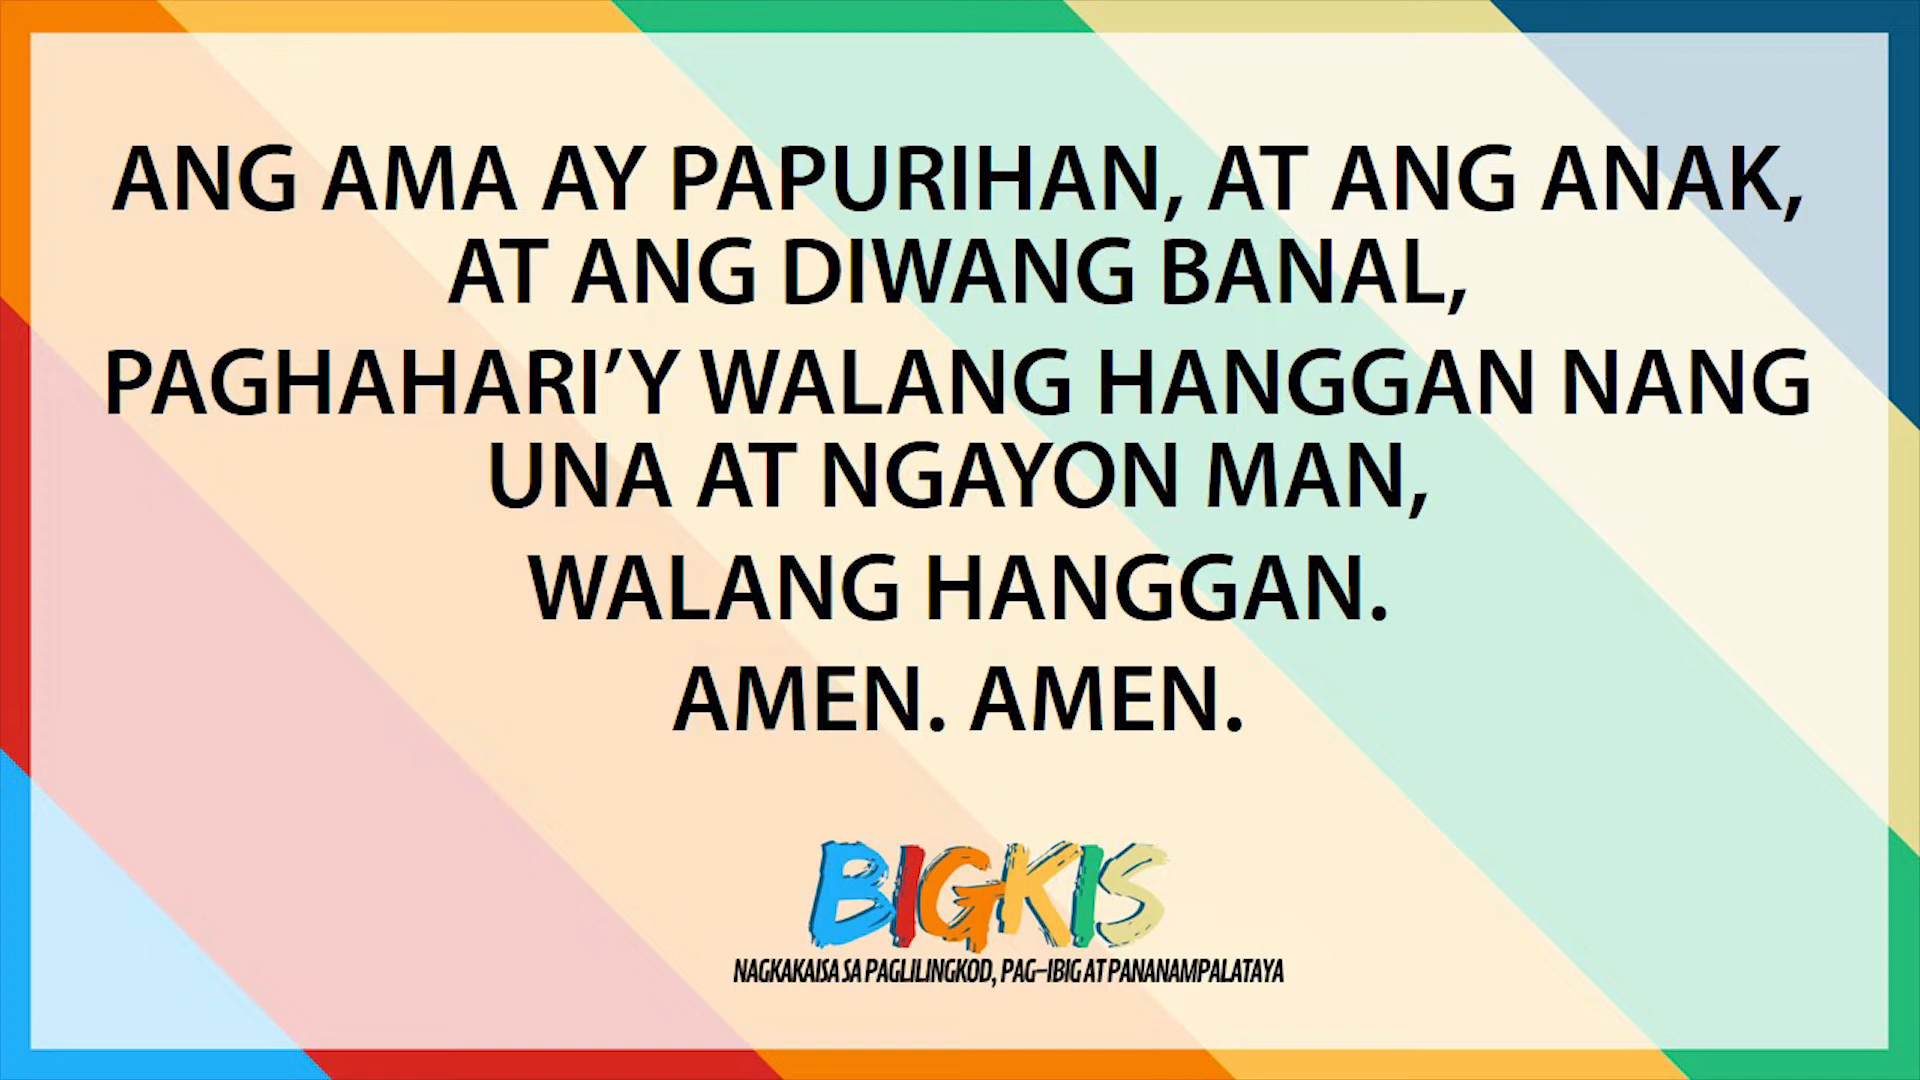 ANG AMA AY PAPURIHAN, AT ANG ANAK,
AT ANG DIWANG BANAL,
PAGHAHARI’Y WALANG HANGGAN NANG
UNA AT NGAYON MAN,
WALANG HANGGAN.
AMEN. AMEN.
BIGKIS
NAGKAKAISA SA PAGLILINGKOD, PAG-IBIG AT PANANAMPALATAYA